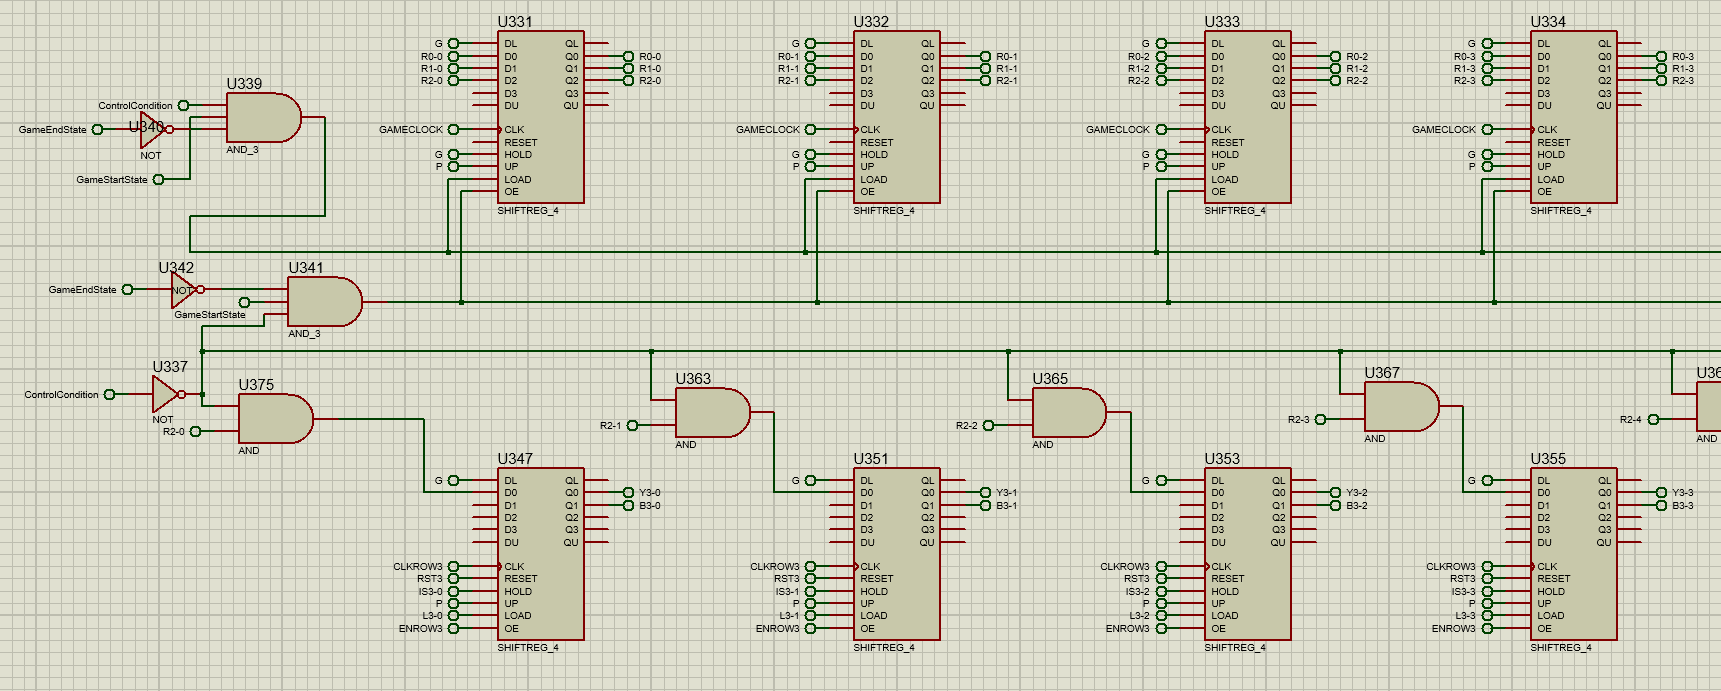 U331
DL
D0
D1
D2
D3
DU
QL
Q0
Q1
Q2
Q3
QU
CLK
RESET
HOLD
UP
LOAD
OE
SHIFTREG_4
G
R0-0
R1-0
R2-0
GAMECLOCK
G
P
R0-0
R1-0
R2-0
U332
DL
D0
D1
D2
D3
DU
QL
Q0
Q1
Q2
Q3
QU
CLK
RESET
HOLD
UP
LOAD
OE
SHIFTREG_4
G
R0-1
R1-1
R2-1
GAMECLOCK
G
P
R0-1
R1-1
R2-1
U333
DL
D0
D1
D2
D3
DU
QL
Q0
Q1
Q2
Q3
QU
CLK
RESET
HOLD
UP
LOAD
OE
SHIFTREG_4
G
R0-2
R1-2
R2-2
GAMECLOCK
G
P
R0-2
R1-2
R2-2
U334
DL
D0
D1
D2
D3
DU
QL
Q0
Q1
Q2
Q3
QU
CLK
RESET
HOLD
UP
LOAD
OE
SHIFTREG_4
G
R0-3
R1-3
R2-3
GAMECLOCK
G
P
R0-3
R1-3
R2-3
U339
ControlCondition
GameEndState
U340
NOT
AND_3
GameStartState
U342
U341
GameEndState
NOT
GameStartState
AND_3
U337
ControlCondition
NOT
U375
R2-0
AND
U363
R2-1
AND
U365
R2-2
AND
U367
R2-3
AND
U36
R2-4
AND
U347
DL
D0
D1
D2
D3
DU
QL
Q0
Q1
Q2
Q3
QU
CLK
RESET
HOLD
UP
LOAD
OE
SHIFTREG_4
G
CLKROW3
RST3
IS3-0
P
L3-0
ENROW3
Y3-0
B3-0
U351
DL
D0
D1
D2
D3
DU
QL
Q0
Q1
Q2
Q3
QU
CLK
RESET
HOLD
UP
LOAD
OE
SHIFTREG_4
G
CLKROW3
RST3
IS3-1
P
L3-1
ENROW3
Y3-1
B3-1
U353
DL
D0
D1
D2
D3
DU
QL
Q0
Q1
Q2
Q3
QU
CLK
RESET
HOLD
UP
LOAD
OE
SHIFTREG_4
G
CLKROW3
RST3
IS3-2
P
L3-2
ENROW3
Y3-2
B3-2
U355
DL
D0
D1
D2
D3
DU
QL
Q0
Q1
Q2
Q3
QU
CLK
RESET
HOLD
UP
LOAD
OE
SHIFTREG_4
G
CLKROW3
RST3
IS3-3
P
L3-3
ENROW3
Y3-3
B3-3